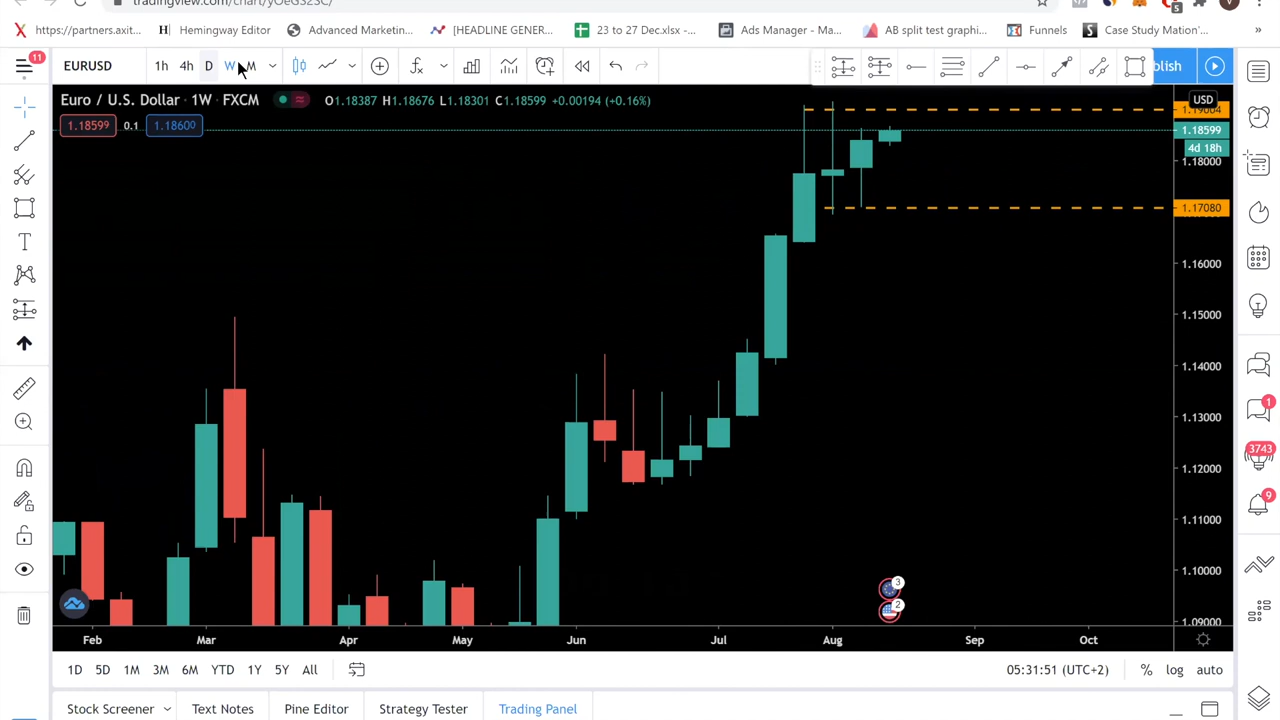 tradingview.com/chart/yOeGS2SC/
5
V
https://partners.axit...
Hemingway Editor
Advanced Marketin...
[HEADLINE GENER...
23 to 27 Dec.xlsx -...
Ads Manager - Ma...
AB split test graphi...
Funnels
Case Study Mation'...
»
11
EURUSD
1h
4h
D
W
M
blish
Euro / U.S. Dollar · 1W · FXCM
O1.18387 H1.18676 L1.18301 C1.18599 +0.00194 (+0.16%)
USD
1.18599
0.1
1.18600
1.18599
4d 18h
1.18000
1.17080
1.16000
1.15000
1.14000
1.13000
1.12000
1.11000
1.10000
1.09000
1
3743
9
3
2
Feb
Mar
Apr
May
Jun
Jul
Aug
Sep
Oct
1D
5D
1M
3M
6M
YTD
1Y
5Y
All
05:31:51 (UTC+2)
%
log
auto
Stock Screener
Text Notes
Pine Editor
Strategy Tester
Trading Panel